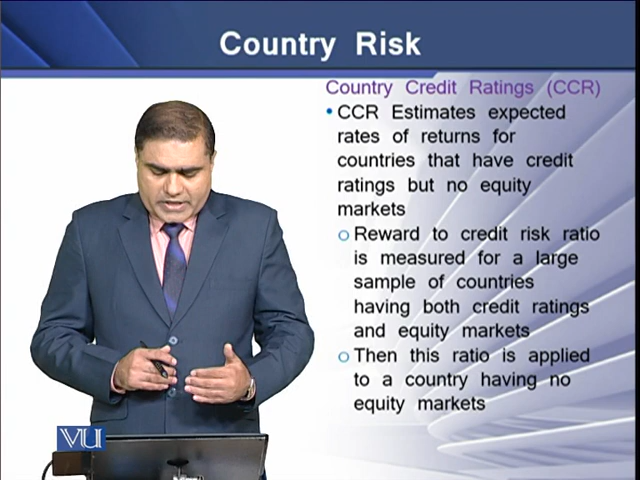 Country Risk
Country Credit Ratings (CCR)
• CCR Estimates expected
rates of returns for
countries that have credit
ratings but no equity
markets
o Reward to credit risk ratio
is measured for a large
sample of countries
having both credit ratings
and equity markets
o Then this ratio is applied
to a country having no
equity markets
VU